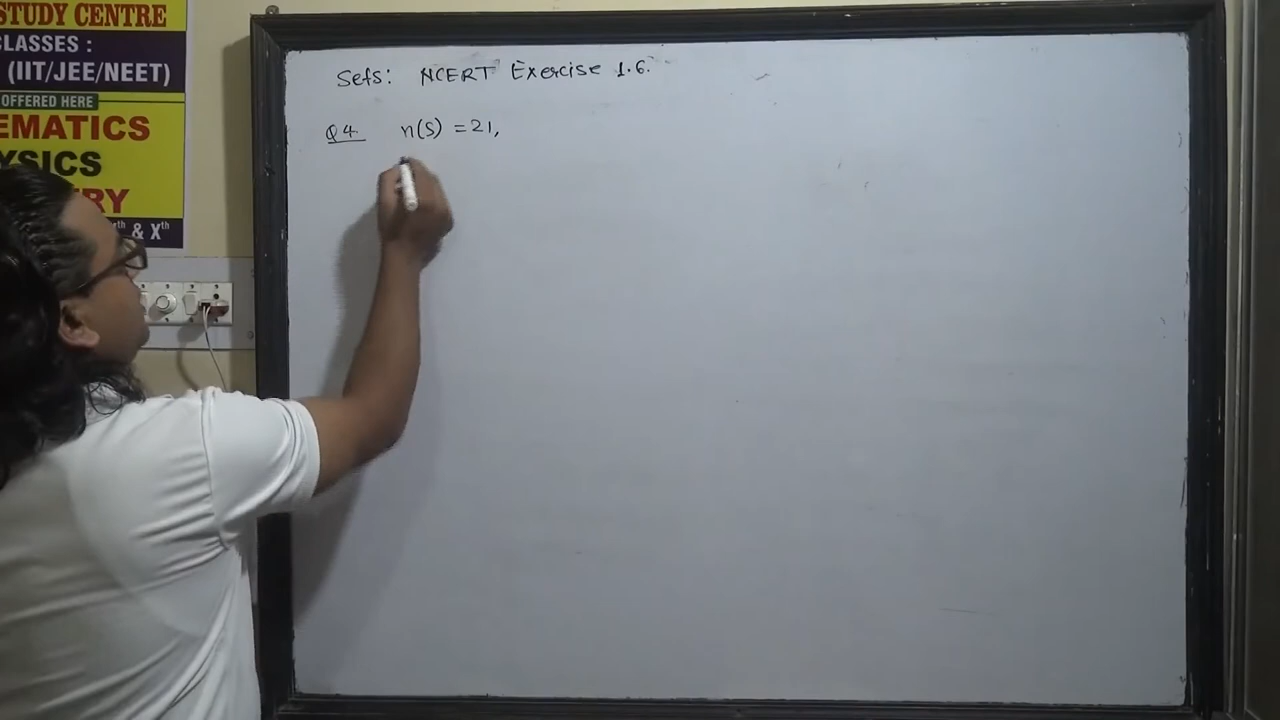 STUDY CENTRE
CLASSES :
(IIT/JEE/NEET)
OFFERED HERE
EMATICS
YSICS
RY
th & Xth
Sets: NCERT Exercise 1.6.
Q4. n(S) = 21,